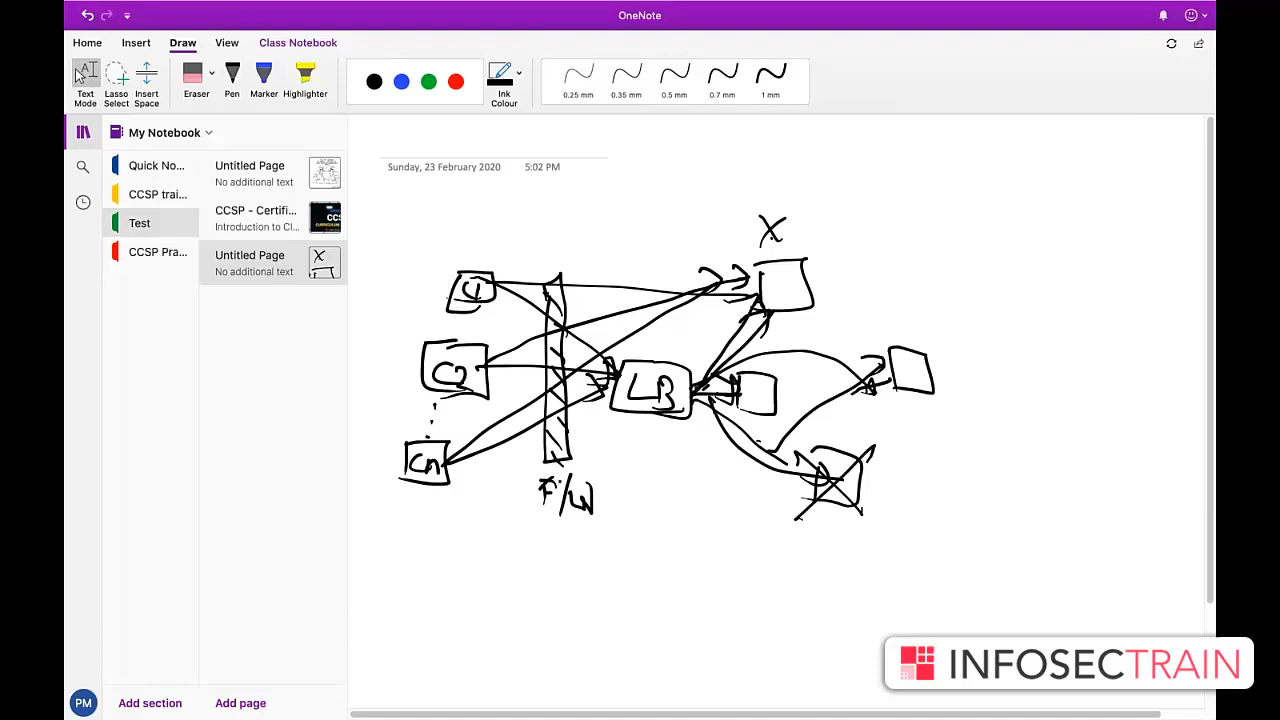 OneNote
Home Insert Draw View Class Notebook
Text Mode
Lasso Select
Insert Space
Eraser
Pen
Marker
Highlighter
Ink Colour
0.25 mm
0.35 mm
0.5 mm
0.7 mm
1 mm
My Notebook
Quick No...
CCSP trai...
Test
CCSP Pra...
Untitled Page
No additional text
CCSP - Certifi...
Introduction to Cl...
Untitled Page
No additional text
Sunday, 23 February 2020 5:02 PM
X
C1
C2
LB
Cn
F/W
PM
Add section
Add page
INFOSECTRAIN